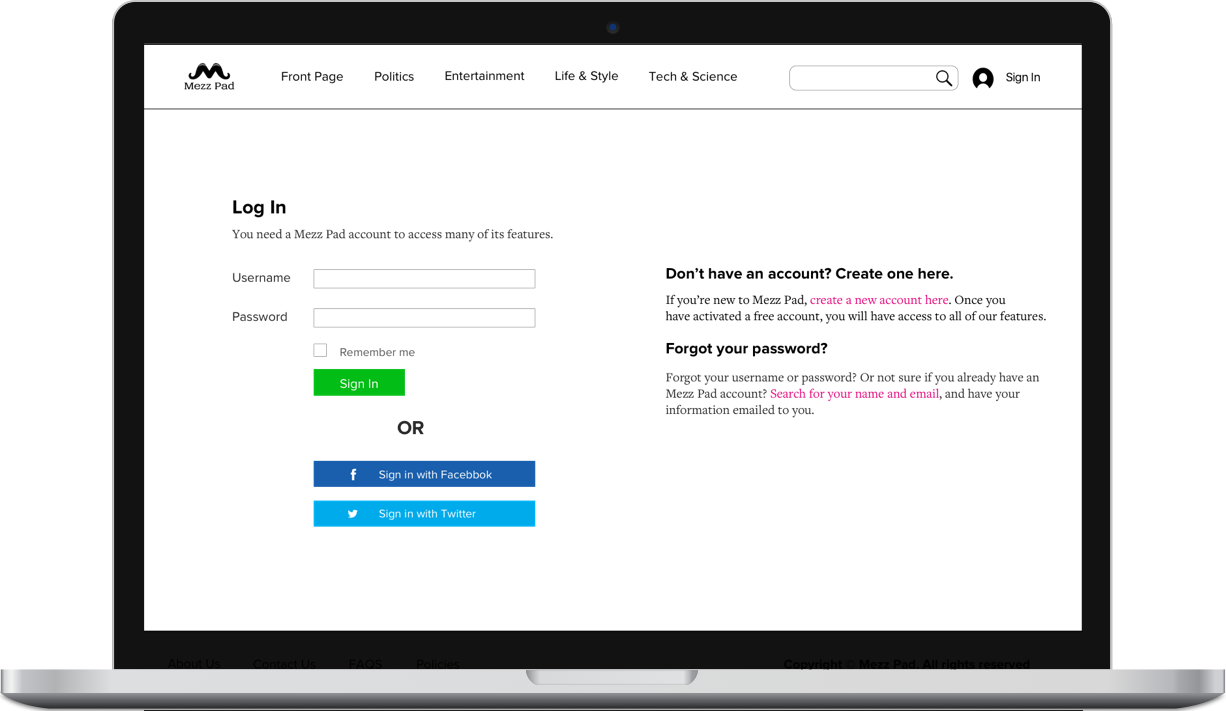 Mezz Pad
Front Page
Politics
Entertainment
Life & Style
Tech & Science
Sign In
Log In
You need a Mezz Pad account to access many of its features.
Username
Password
Remember me
Sign In
OR
Sign in with Facebbok
Sign in with Twitter
Don’t have an account? Create one here.
If you’re new to Mezz Pad, create a new account here. Once you
have activated a free account, you will have access to all of our features.
Forgot your password?
Forgot your username or password? Or not sure if you already have an
Mezz Pad account? Search for your name and email, and have your
information emailed to you.
About Us
Contact Us
FAQS
Policies
Copyright © Mezz Pad. All rights reserved